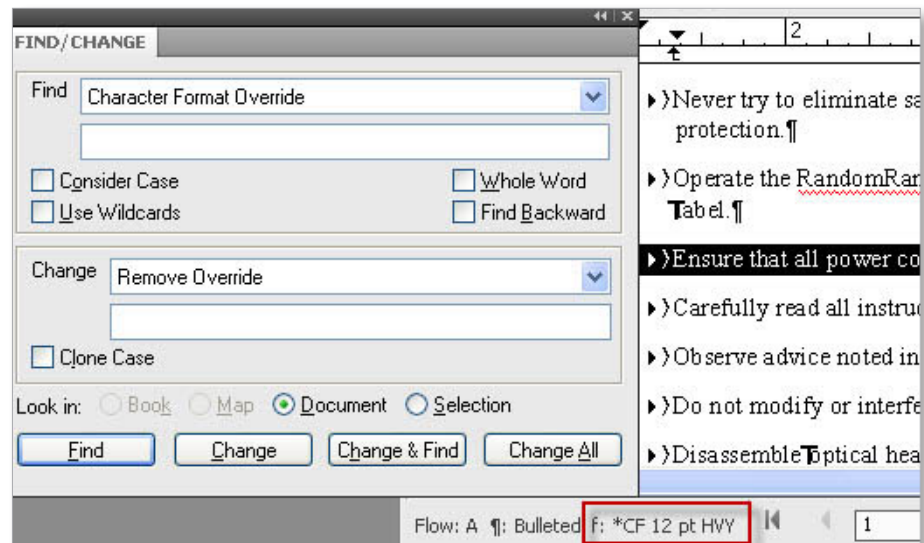 FIND/CHANGE
Find
Character Format Override
Consider Case
Whole Word
Use Wildcards
Find Backward
Change
Remove Override
Clone Case
Look in: Book Map Document Selection
Find Change Change & Find Change All
2
Never try to eliminate sa
protection.¶
Operate the RandomRan
label.¶
Ensure that all power co
Carefully read all instruc
Observe advice noted in
Do not modify or interfe
Disassemble optical hea
Flow: A ¶: Bulleted f: *CF 12 pt HVY
1